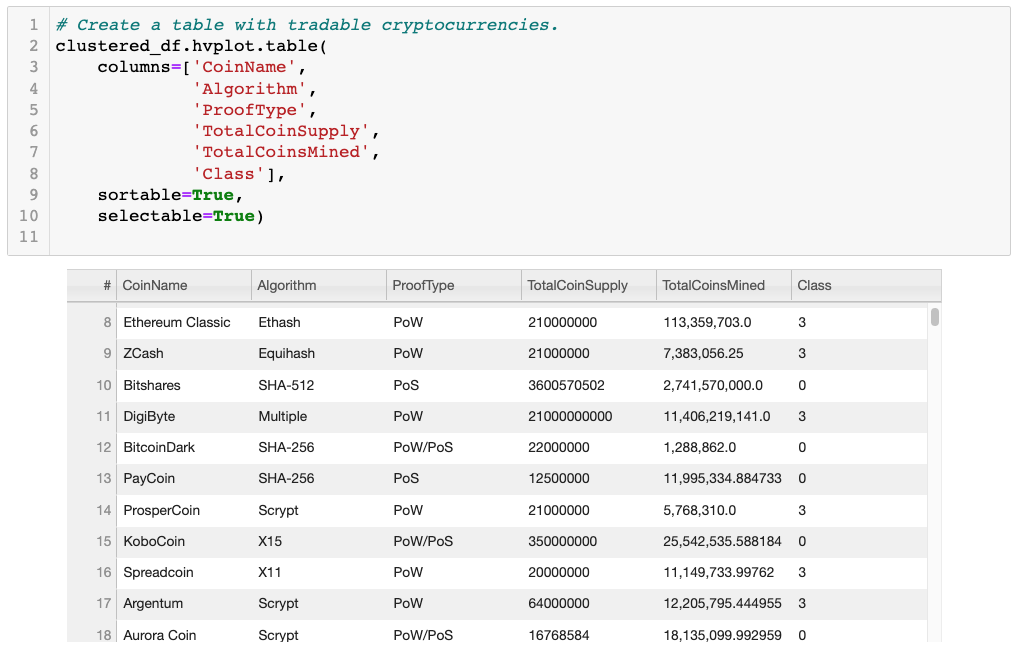 1 # Create a table with tradable cryptocurrencies.
2 clustered_df.hvplot.table(
3     columns=['CoinName',
4              'Algorithm',
5              'ProofType',
6              'TotalCoinSupply',
7              'TotalCoinsMined',
8              'Class'],
9     sortable=True,
10     selectable=True)
11
# CoinName Algorithm ProofType TotalCoinSupply TotalCoinsMined Class
8 Ethereum Classic Ethash PoW 210000000 113,359,703.0 3
9 ZCash Equihash PoW 21000000 7,383,056.25 3
10 Bitshares SHA-512 PoS 3600570502 2,741,570,000.0 0
11 DigiByte Multiple PoW 21000000000 11,406,219,141.0 3
12 BitcoinDark SHA-256 PoW/PoS 22000000 1,288,862.0 0
13 PayCoin SHA-256 PoS 12500000 11,995,334.884733 0
14 ProsperCoin Scrypt PoW 21000000 5,768,310.0 3
15 KoboCoin X15 PoW/PoS 350000000 25,542,535.588184 0
16 Spreadcoin X11 PoW 20000000 11,149,733.99762 3
17 Argentum Scrypt PoW 64000000 12,205,795.444955 3
18 Aurora Coin Scrypt PoW/PoS 16768584 18,135,099.992959 0